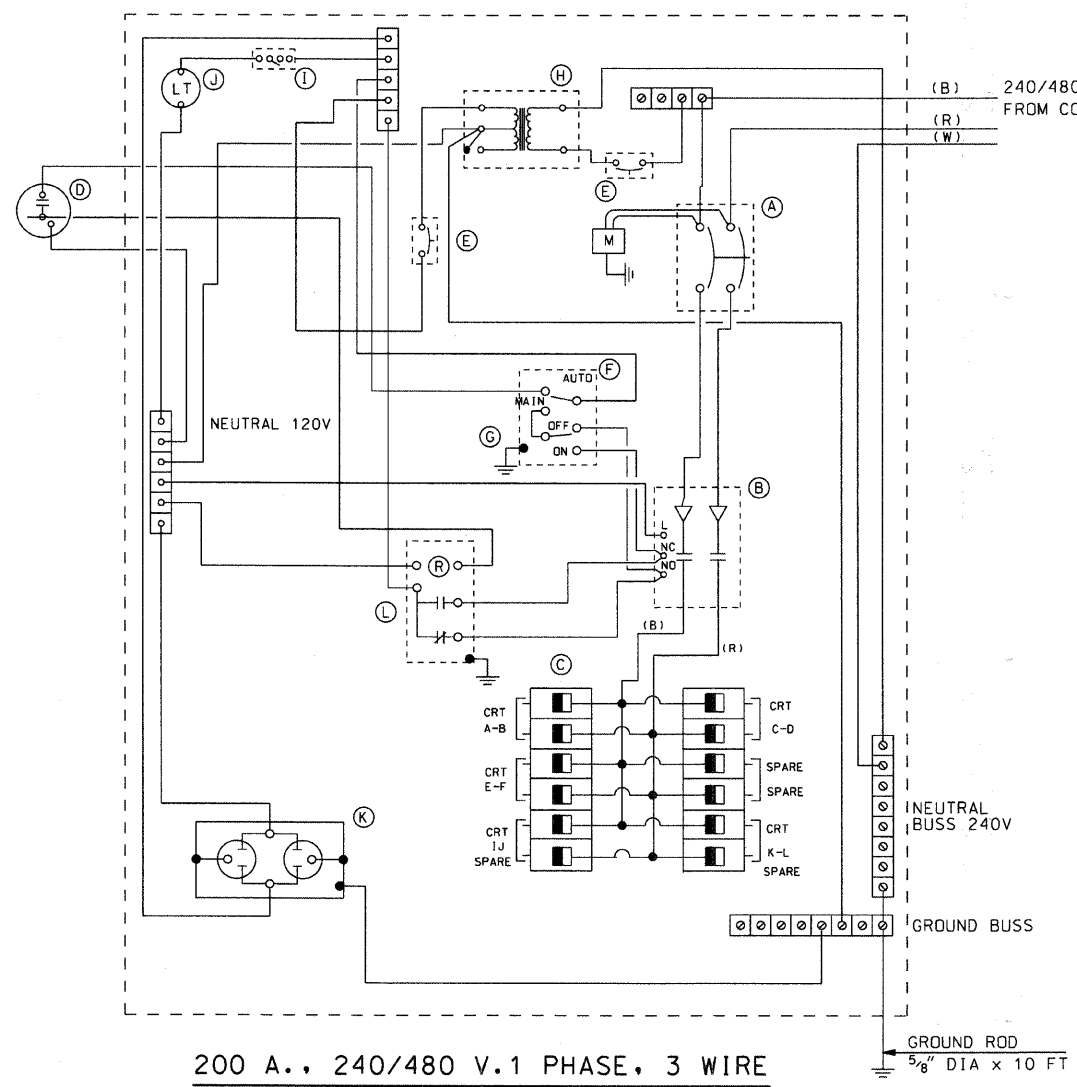 LT
J
I
H
(B) 240/480
FROM CO
(R)
(W)
D
E
E
A
M
AUTO
F
MAIN
NEUTRAL 120V
G
OFF
ON
B
L
NC
NO
R
L
(B)
(R)
C
CRT
A-B
CRT
C-D
CRT
E-F
SPARE
SPARE
CRT
IJ
SPARE
CRT
K-L
SPARE
NEUTRAL
BUSS 240V
K
GROUND BUSS
GROUND ROD
5/8" DIA x 10 FT
200 A., 240/480 V.1 PHASE, 3 WIRE